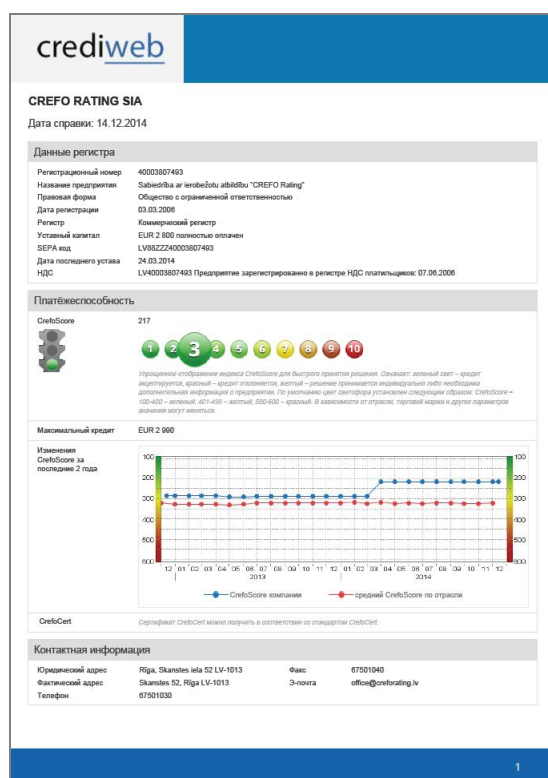 crediweb
CREFO RATING SIA
Дата справки: 14.12.2014
Данные регистра
Регистрационный номер 40003807493
Название предприятия Sabiedrība ar ierobežotu atbildību "CREFO Rating"
Правовая форма Общество с ограниченной ответственностью
Дата регистрации 03.03.2006
Регистр Коммерческий регистр
Уставный капитал EUR 2 800 полностью оплачен
SEPA код LV88ZZZ40003807493
Дата последнего устава 24.03.2014
НДС LV40003807493 Предприятие зарегистрированно в регистре НДС плательщиков: 07.06.2006
Платёжеспособность
CrefoScore 217
1 2 3 4 5 6 7 8 9 10
Упрощенное отображение индекса CrefoScore для быстрого принятия решения. Означает: зеленый свет – кредит
акцептируется, красный – кредит отклоняется, желтый – решение принимается индивидуально либо необходима
дополнительная информация о предприятии. По умолчанию цвет светофора установлен следующим образом: CrefoScore =
100-400 – зеленый, 401-499 – желтый, 500-600 – красный. В зависимости от отрасли, торговой марки и других параметров
значения могут меняться.
Максимальный кредит EUR 2 990
Изменения
CrefoScore за
последние 2 года
100 100
200 200
300 300
400 400
500 500
600 600
12 01 02 03 04 05 06 07 08 09 10 11 12 01 02 03 04 05 06 07 08 09 10 11 12
2013 2014
CrefoScore компании средний CrefoScore по отрасли
CrefoCert Сертификат CrefoCert можно получить в соответствии со стандартом CrefoCert.
Контактная информация
Юридический адрес Rīga, Skanstes iela 52 LV-1013 Факс 67501040
Фактический адрес Skanstes 52, Rīga LV-1013 Э-почта office@creforating.lv
Телефон 67501030
1